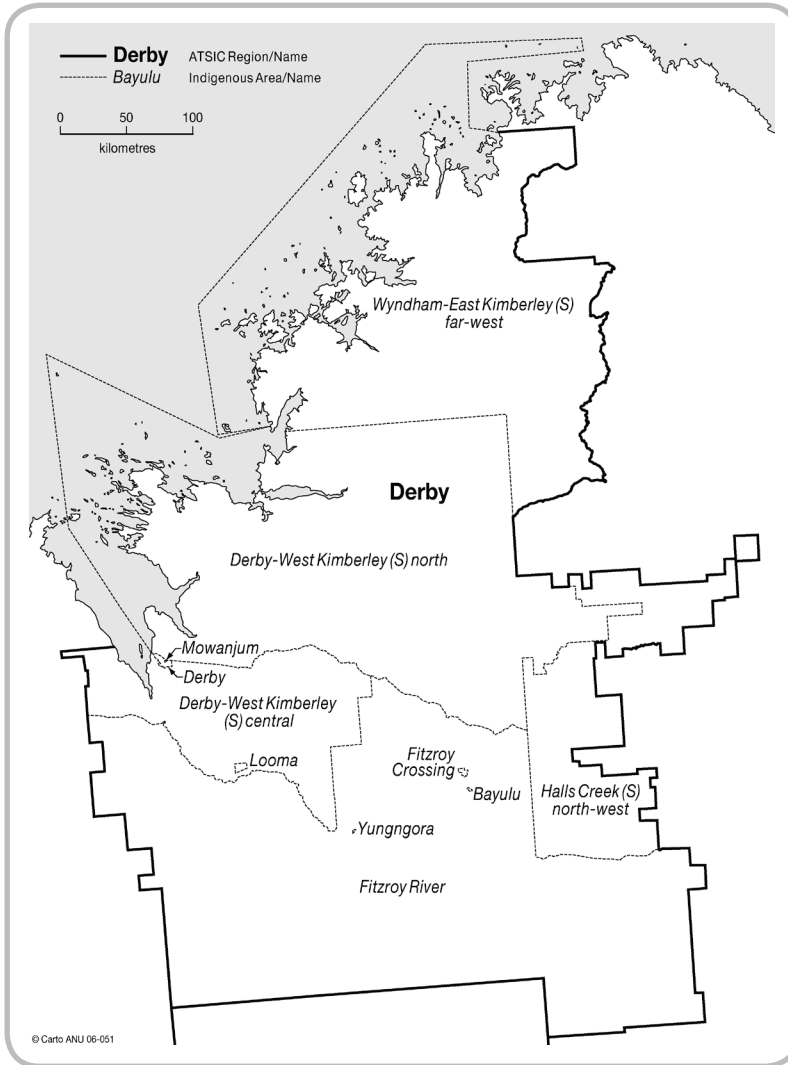 Derby ATSIC Region/Name
Bayulu Indigenous Area/Name
0 50 100
kilometres
Wyndham-East Kimberley (S)
far-west
Derby
Derby-West Kimberley (S) north
Mowanjum
Derby
Derby-West Kimberley
(S) central
Looma
Fitzroy
Crossing
Bayulu
Halls Creek (S)
north-west
Yungngora
Fitzroy River
© Carto ANU 06-051